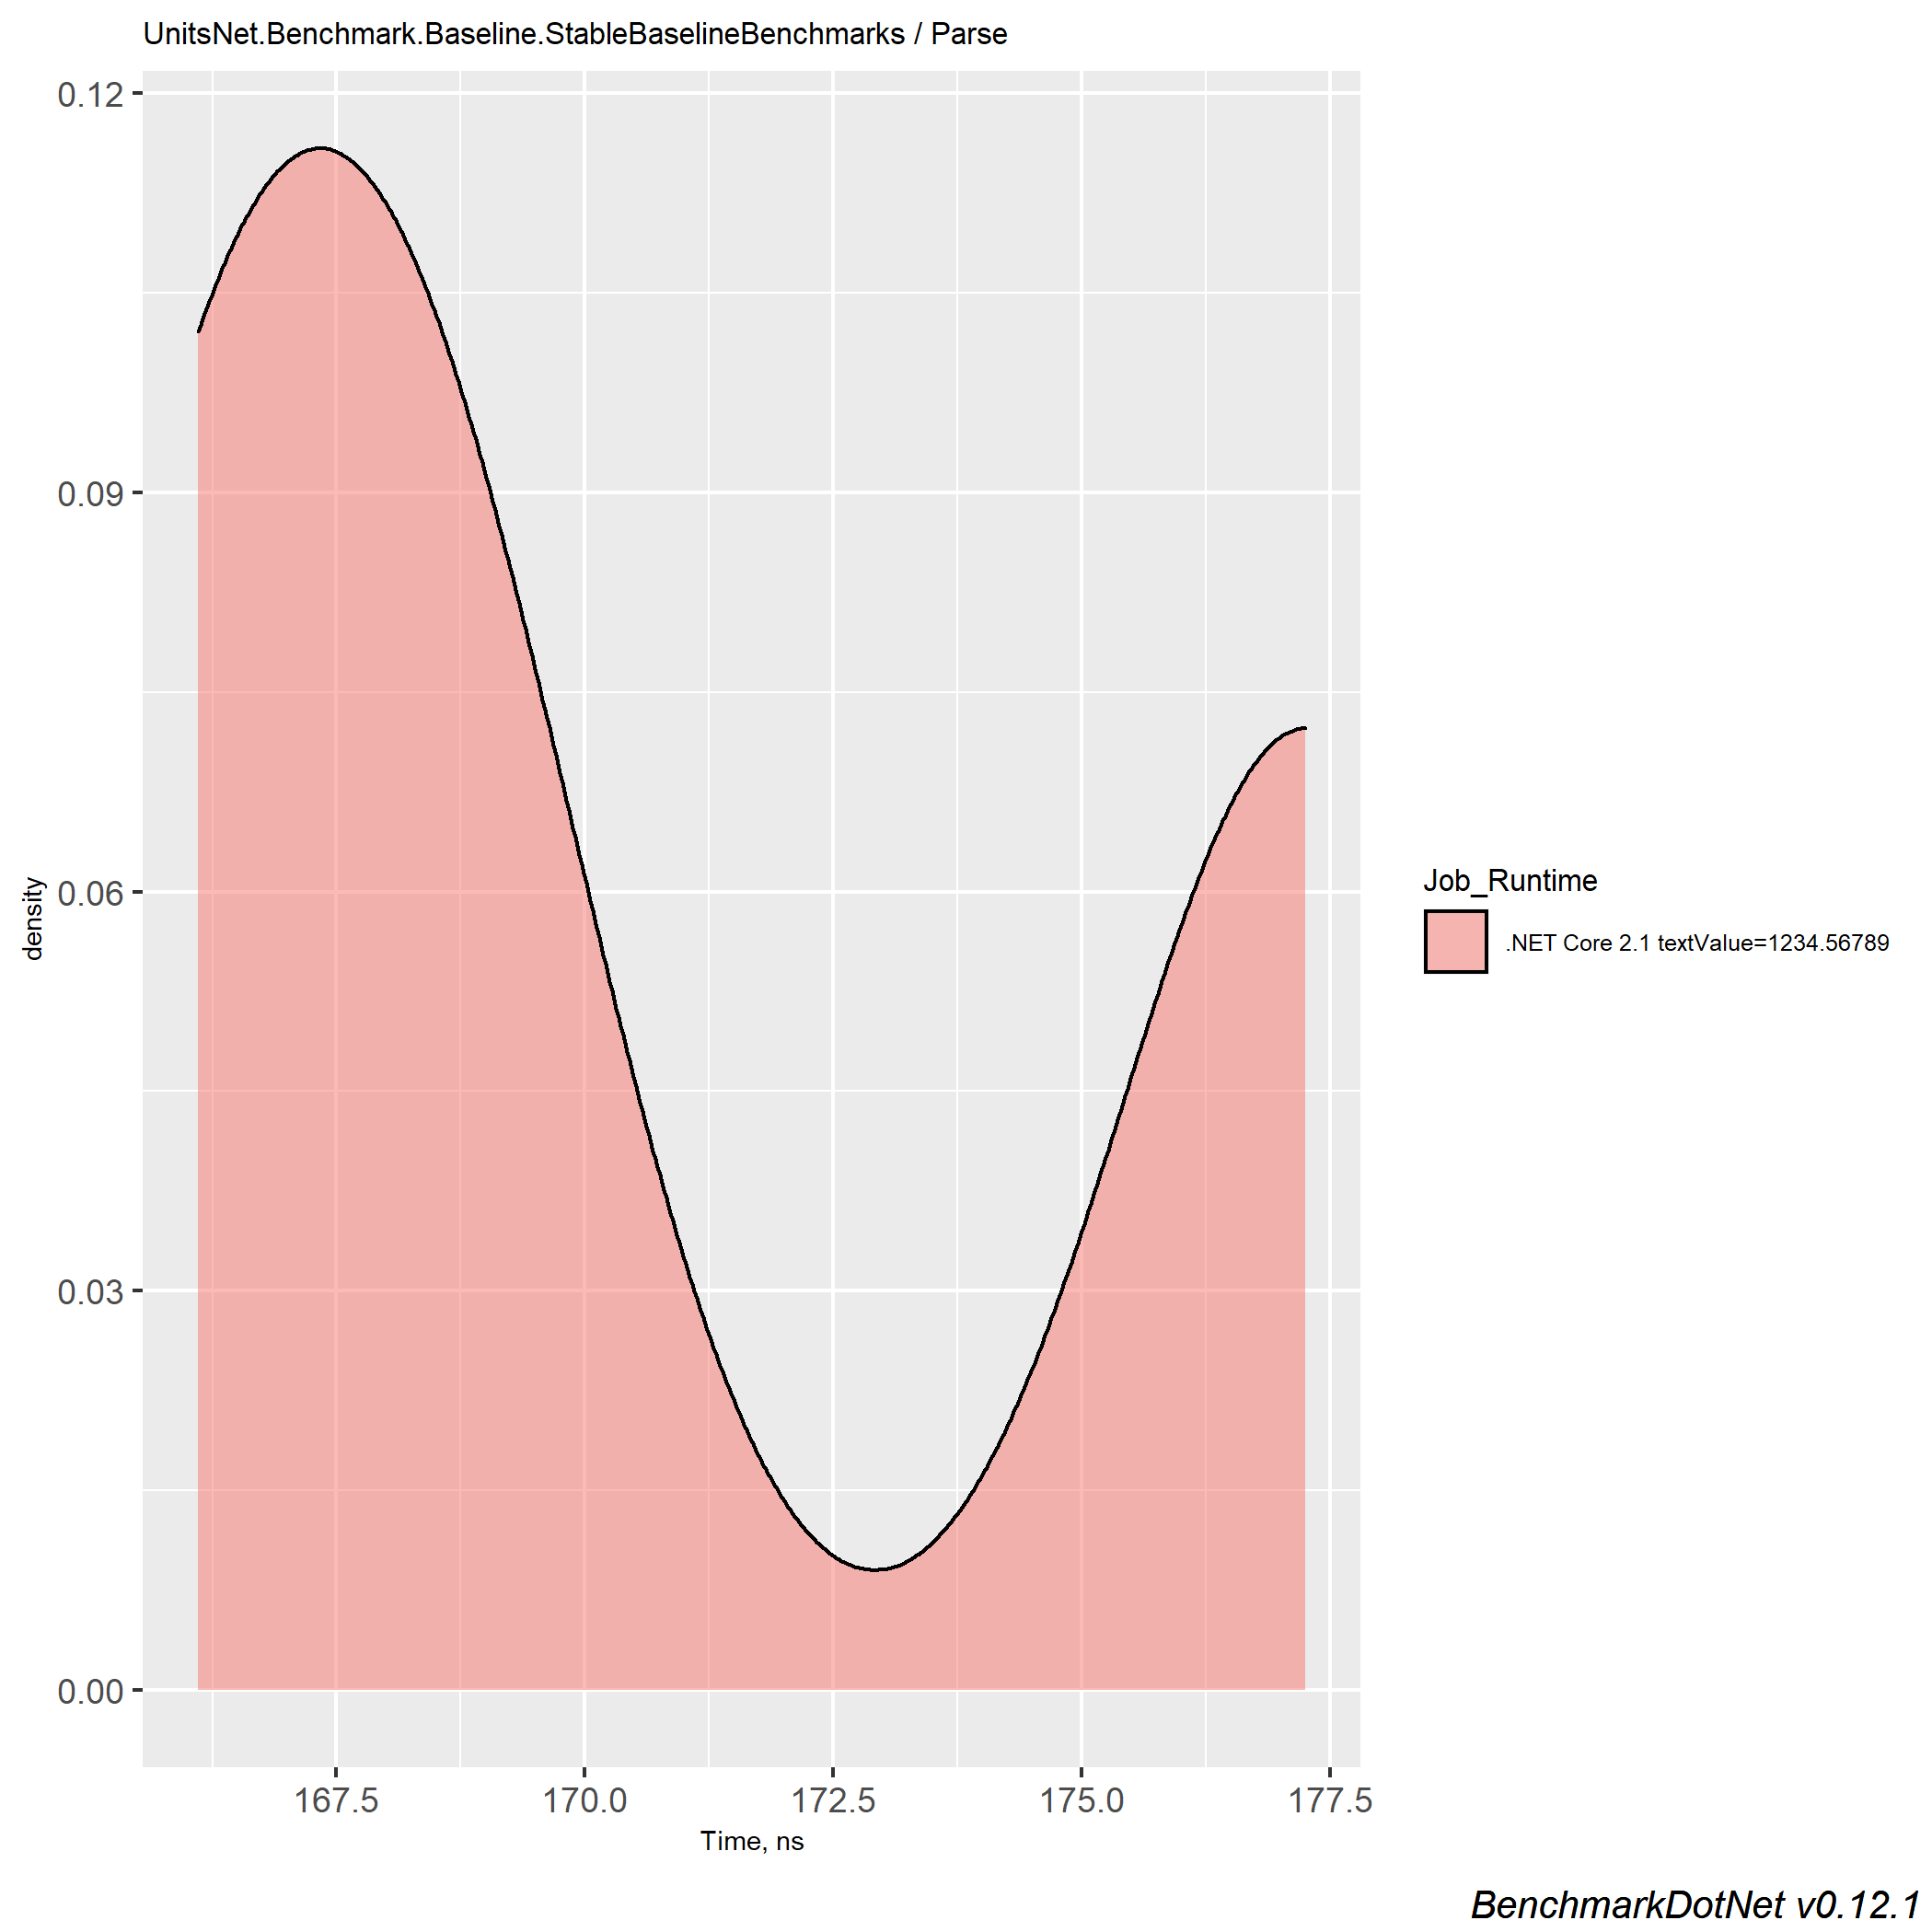 UnitsNet.Benchmark.Baseline.StableBaselineBenchmarks / Parse
0.12
0.09
0.06
0.03
0.00
density
167.5 170.0 172.5 175.0 177.5
Time, ns
Job_Runtime
.NET Core 2.1 textValue=1234.56789
BenchmarkDotNet v0.12.1